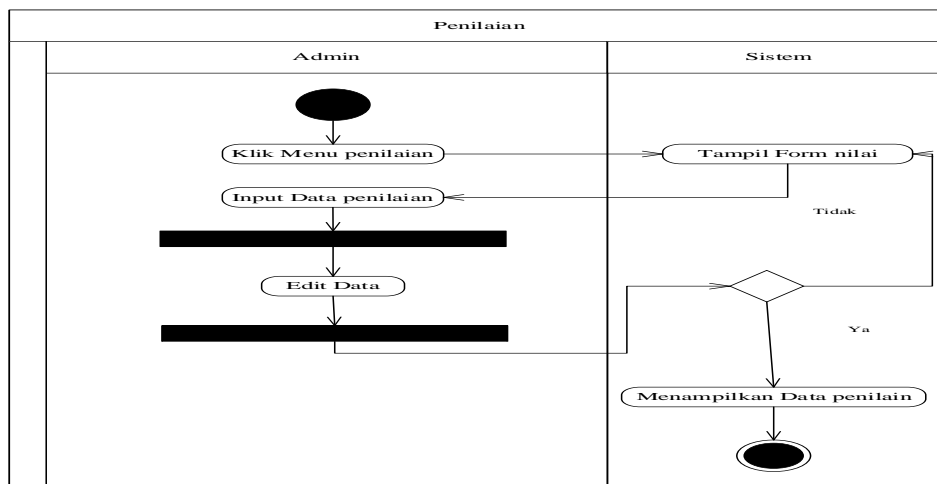 Penilaian
Admin
Sistem
Klik Menu penilaian
Tampil Form nilai
Input Data penilaian
Tidak
Edit Data
Ya
Menampilkan Data penilain